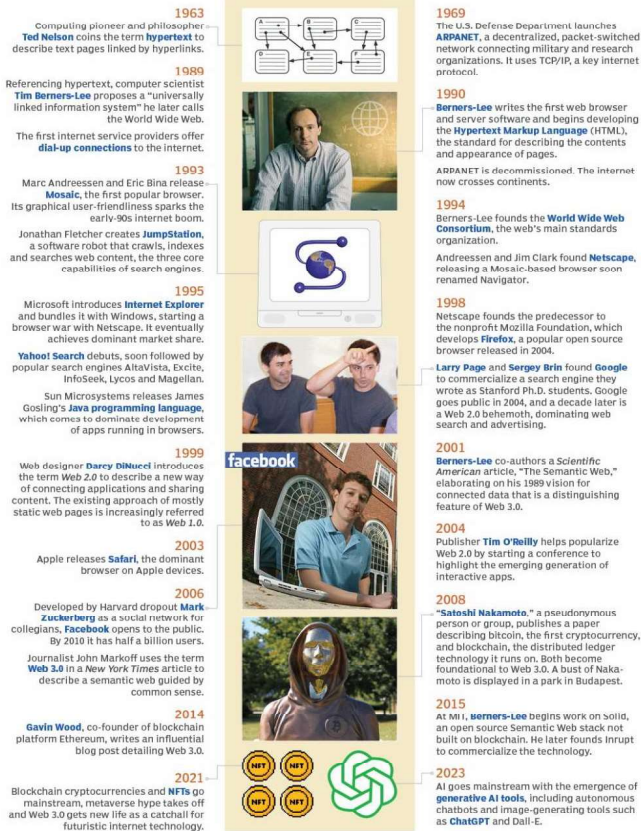 1963
Computing pioneer and philosopher
Ted Nelson coins the term hypertext to
describe text pages linked by hyperlinks.
1989
Referencing hypertext, computer scientist
Tim Berners-Lee proposes a "universally
linked information system" he later calls
the World Wide Web.
The first internet service providers offer
dial-up connections to the internet.
1993
Marc Andreessen and Eric Bina release
Mosaic, the first popular browser.
Its graphical user-friendliness sparks the
early-90s internet boom.
Jonathan Fletcher creates JumpStation,
a software robot that crawls, indexes
and searches web content, the three core
capabilities of search engines.
1995
Microsoft introduces Internet Explorer
and bundles it with Windows, starting a
browser war with Netscape. It eventually
achieves dominant market share.
Yahoo! Search debuts, soon followed by
popular search engines AltaVista, Excite,
InfoSeek, Lycos and Magellan.
Sun Microsystems releases James
Gosling's Java programming language,
which comes to dominate development
of apps running in browsers.
1999
Web designer Darcy DiNucci introduces
the term Web 2.0 to describe a new way
of connecting applications and sharing
content. The existing approach of mostly
static web pages is increasingly referred
to as Web 1.0.
2003
Apple releases Safari, the dominant
browser on Apple devices.
2006
Developed by Harvard dropout Mark
Zuckerberg as a social network for
collegians, Facebook opens to the public.
By 2010 it has half a billion users.
Journalist John Markoff uses the term
Web 3.0 in a New York Times article to
describe a semantic web guided by
common sense.
2014
Gavin Wood, co-founder of blockchain
platform Ethereum, writes an influential
blog post detailing Web 3.0.
2021
Blockchain cryptocurrencies and NFTs go
mainstream, metaverse hype takes off
and Web 3.0 gets new life as a catchall for
futuristic internet technology.
A B C
D E F
facebook
NFT NFT
NFT NFT
1969
The U.S. Defense Department launches
ARPANET, a decentralized, packet-switched
network connecting military and research
organizations. It uses TCP/IP, a key internet
protocol.
1990
Berners-Lee writes the first web browser
and server software and begins developing
the Hypertext Markup Language (HTML),
the standard for describing the contents
and appearance of pages.
ARPANET is decommissioned. The internet
now crosses continents.
1994
Berners-Lee founds the World Wide Web
Consortium, the web's main standards
organization.
Andreessen and Jim Clark found Netscape,
releasing a Mosaic-based browser soon
renamed Navigator.
1998
Netscape founds the predecessor to
the nonprofit Mozilla Foundation, which
develops Firefox, a popular open source
browser released in 2004.
Larry Page and Sergey Brin found Google
to commercialize a search engine they
wrote as Stanford Ph.D. students. Google
goes public in 2004, and a decade later is
a Web 2.0 behemoth, dominating web
search and advertising.
2001
Berners-Lee co-authors a Scientific
American article, "The Semantic Web,"
elaborating on his 1989 vision for
connected data that is a distinguishing
feature of Web 3.0.
2004
Publisher Tim O'Reilly helps popularize
Web 2.0 by starting a conference to
highlight the emerging generation of
interactive apps.
2008
"Satoshi Nakamoto," a pseudonymous
person or group, publishes a paper
describing bitcoin, the first cryptocurrency,
and blockchain, the distributed ledger
technology it runs on. Both become
foundational to Web 3.0. A bust of Naka-
moto is displayed in a park in Budapest.
2015
At MIT, Berners-Lee begins work on Solid,
an open source Semantic Web stack not
built on blockchain. He later founds Inrupt
to commercialize the technology.
2023
AI goes mainstream with the emergence of
generative AI tools, including autonomous
chatbots and image-generating tools such
as ChatGPT and Dall-E.